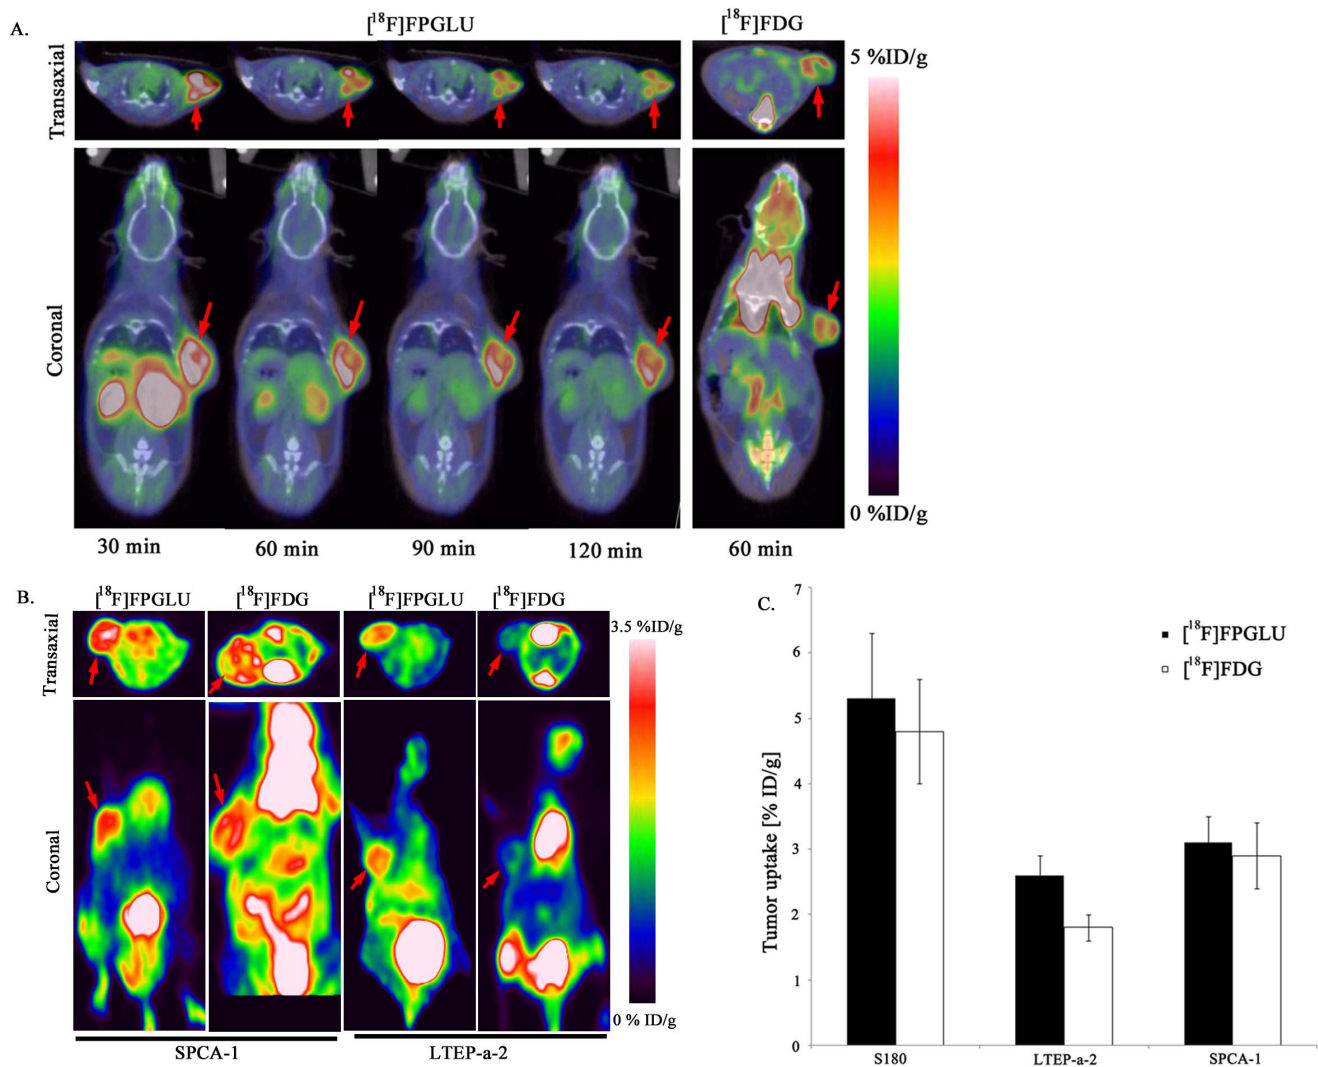 A.
[18F]FPGLU
[18F]FDG
Transaxial
Coronal
5 %ID/g
0 %ID/g
30 min
60 min
90 min
120 min
60 min
B.
[18F]FPGLU
[18F]FDG
[18F]FPGLU
[18F]FDG
Transaxial
Coronal
3.5 %ID/g
0 % ID/g
SPCA-1
LTEP-a-2
C.
[18F]FPGLU
[18F]FDG
Tumor uptake [% ID/g]
7
6
5
4
3
2
1
0
S180
LTEP-a-2
SPCA-1